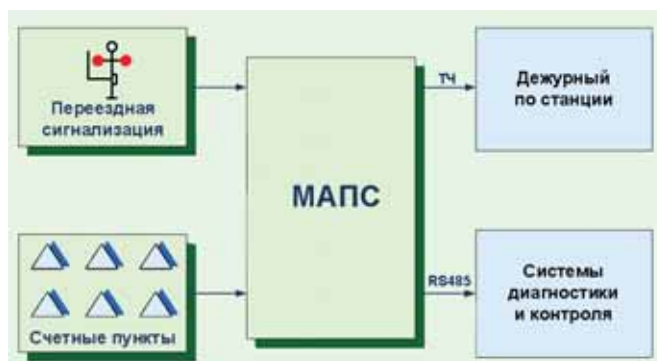 Переездная
сигнализация
Счетные пункты
МАПС
ТЧ
RS485
Дежурный
по станции
Системы
диагностики
и контроля